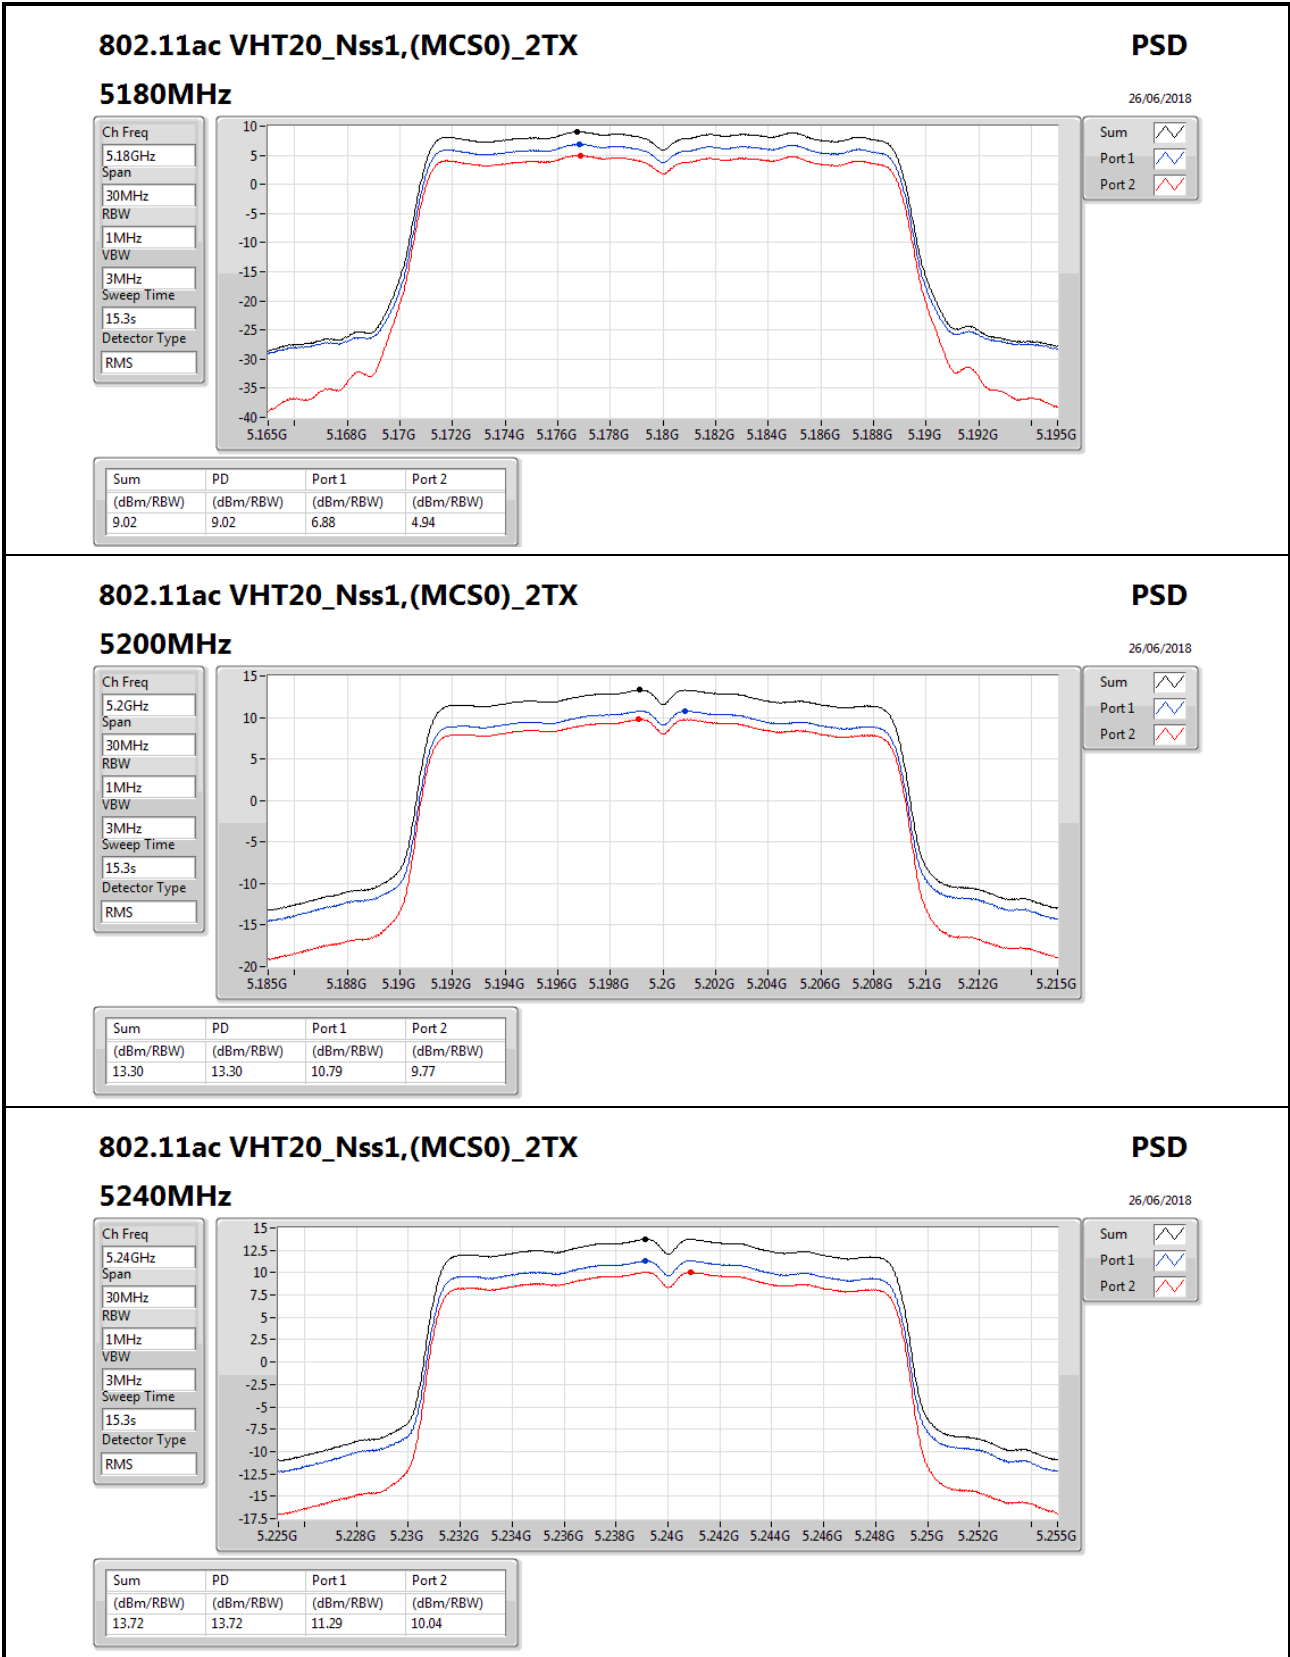 802.11ac VHT20_Nss1,(MCS0)_2TX PSD
5180MHz 26/06/2018
Ch Freq
5.18GHz
Span
30MHz
RBW
1MHz
VBW
3MHz
Sweep Time
15.3s
Detector Type
RMS
10
5
0
-5
-10
-15
-20
-25
-30
-35
-40
5.165G 5.168G 5.17G 5.172G 5.174G 5.176G 5.178G 5.18G 5.182G 5.184G 5.186G 5.188G 5.19G 5.192G 5.195G
Sum
Port 1
Port 2
Sum PD Port 1 Port 2
(dBm/RBW) (dBm/RBW) (dBm/RBW) (dBm/RBW)
9.02 9.02 6.88 4.94
802.11ac VHT20_Nss1,(MCS0)_2TX PSD
5200MHz 26/06/2018
Ch Freq
5.2GHz
Span
30MHz
RBW
1MHz
VBW
3MHz
Sweep Time
15.3s
Detector Type
RMS
15
10
5
0
-5
-10
-15
-20
5.185G 5.188G 5.19G 5.192G 5.194G 5.196G 5.198G 5.2G 5.202G 5.204G 5.206G 5.208G 5.21G 5.212G 5.215G
Sum
Port 1
Port 2
Sum PD Port 1 Port 2
(dBm/RBW) (dBm/RBW) (dBm/RBW) (dBm/RBW)
13.30 13.30 10.79 9.77
802.11ac VHT20_Nss1,(MCS0)_2TX PSD
5240MHz 26/06/2018
Ch Freq
5.24GHz
Span
30MHz
RBW
1MHz
VBW
3MHz
Sweep Time
15.3s
Detector Type
RMS
15
12.5
10
7.5
5
2.5
0
-2.5
-5
-7.5
-10
-12.5
-15
-17.5
5.225G 5.228G 5.23G 5.232G 5.234G 5.236G 5.238G 5.24G 5.242G 5.244G 5.246G 5.248G 5.25G 5.252G 5.255G
Sum
Port 1
Port 2
Sum PD Port 1 Port 2
(dBm/RBW) (dBm/RBW) (dBm/RBW) (dBm/RBW)
13.72 13.72 11.29 10.04